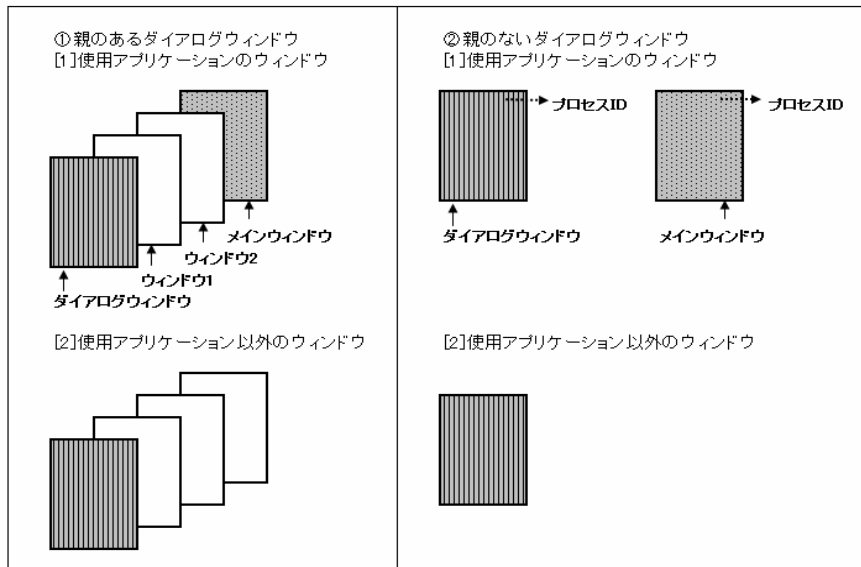 ①親のあるダイアログウィンドウ
[1]使用アプリケーションのウィンドウ
メインウィンドウ
ウィンドウ2
ウィンドウ1
ダイアログウィンドウ
[2]使用アプリケーション以外のウィンドウ
②親のないダイアログウィンドウ
[1]使用アプリケーションのウィンドウ
プロセスID
プロセスID
ダイアログウィンドウ
メインウィンドウ
[2]使用アプリケーション以外のウィンドウ